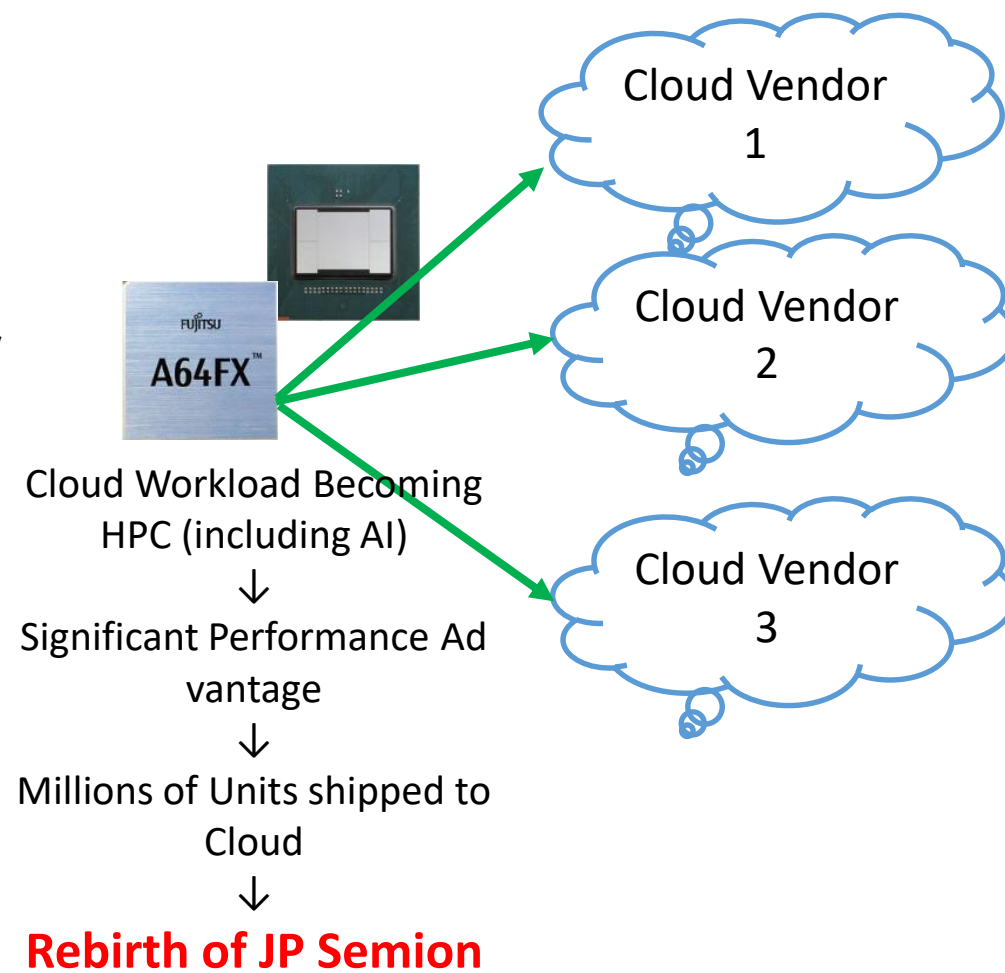 Cloud Vendor
1
Cloud Vendor
2
Cloud Vendor
3
FUJITSU
A64FX™
Cloud Workload Becoming
HPC (including AI)
↓
Significant Performance Ad
vantage
↓
Millions of Units shipped to
Cloud
↓
Rebirth of JP Semion